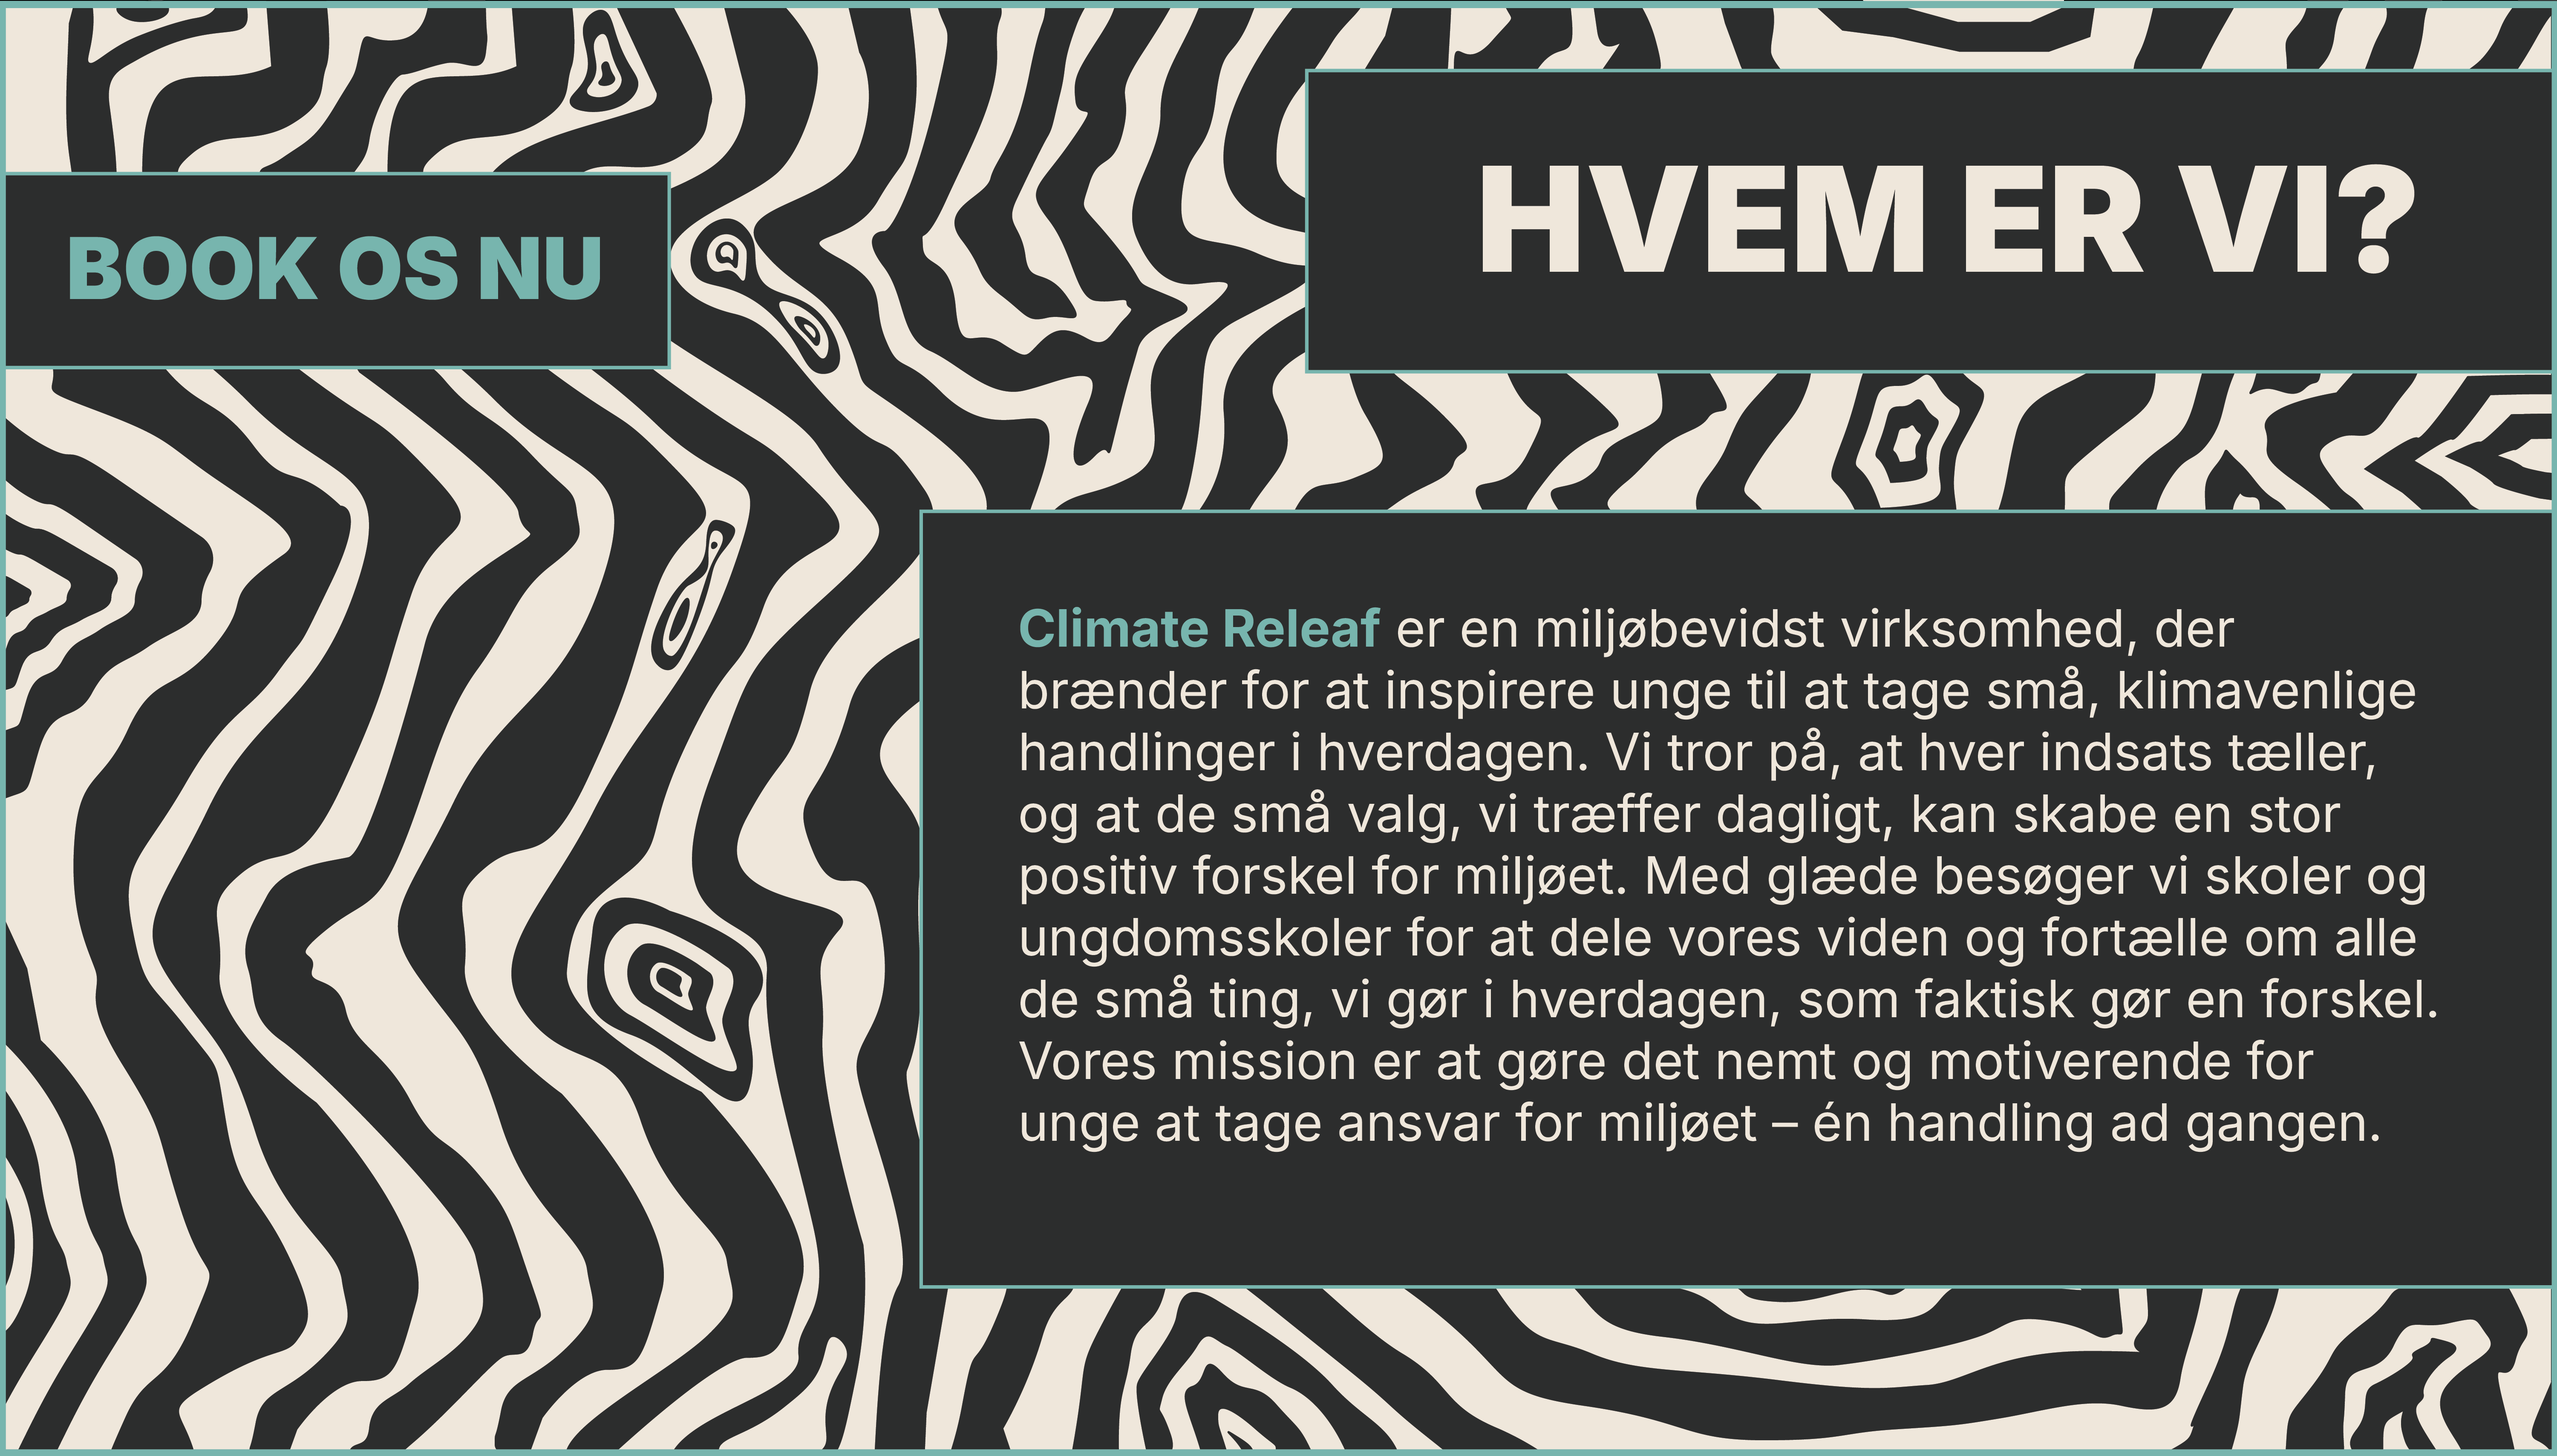 BOOK OS NU
HVEM ER VI?
Climate Releaf er en miljøbevidst virksomhed, der
brænder for at inspirere unge til at tage små, klimavenlige
handlinger i hverdagen. Vi tror på, at hver indsats tæller,
og at de små valg, vi træffer dagligt, kan skabe en stor
positiv forskel for miljøet. Med glæde besøger vi skoler og
ungdomsskoler for at dele vores viden og fortælle om alle
de små ting, vi gør i hverdagen, som faktisk gør en forskel.
Vores mission er at gøre det nemt og motiverende for
unge at tage ansvar for miljøet – én handling ad gangen.